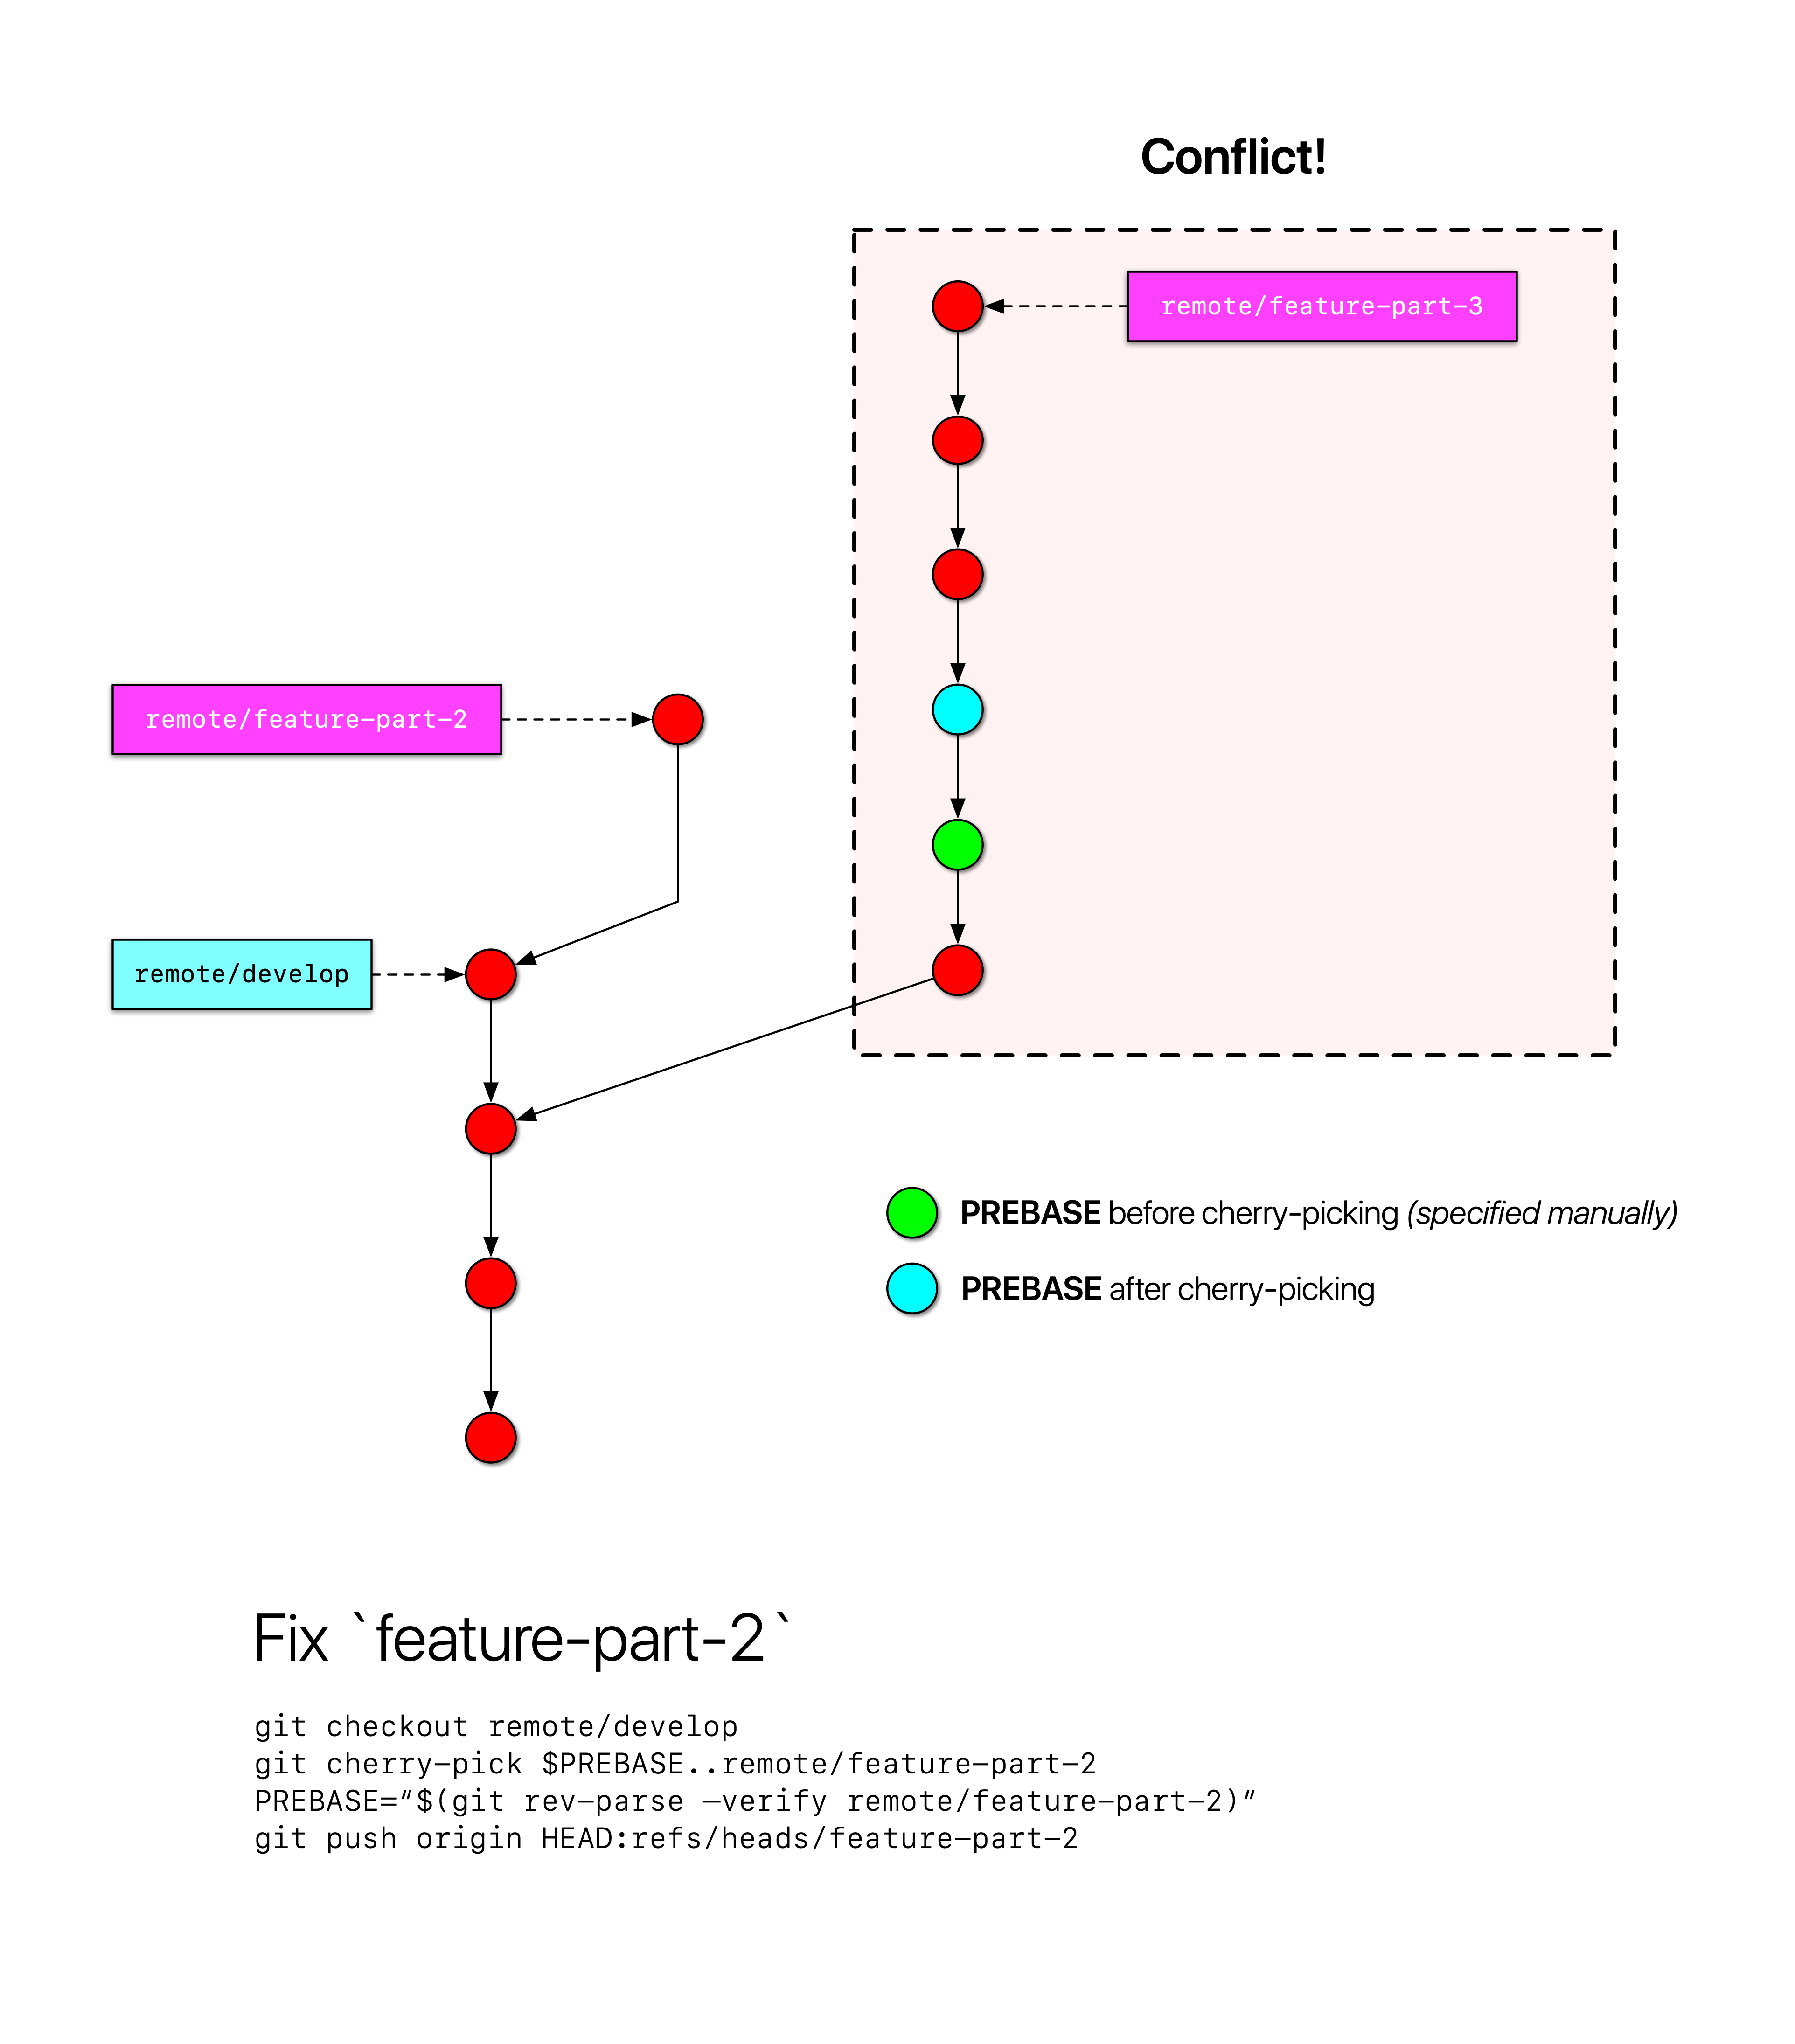 Conflict!
remote/feature-part-3
remote/feature-part-2
remote/develop
PREBASE before cherry-picking (specified manually)
PREBASE after cherry-picking
Fix `feature-part-2`
git checkout remote/develop
git cherry-pick $PREBASE..remote/feature-part-2
PREBASE=“$(git rev-parse —verify remote/feature-part-2)”
git push origin HEAD:refs/heads/feature-part-2